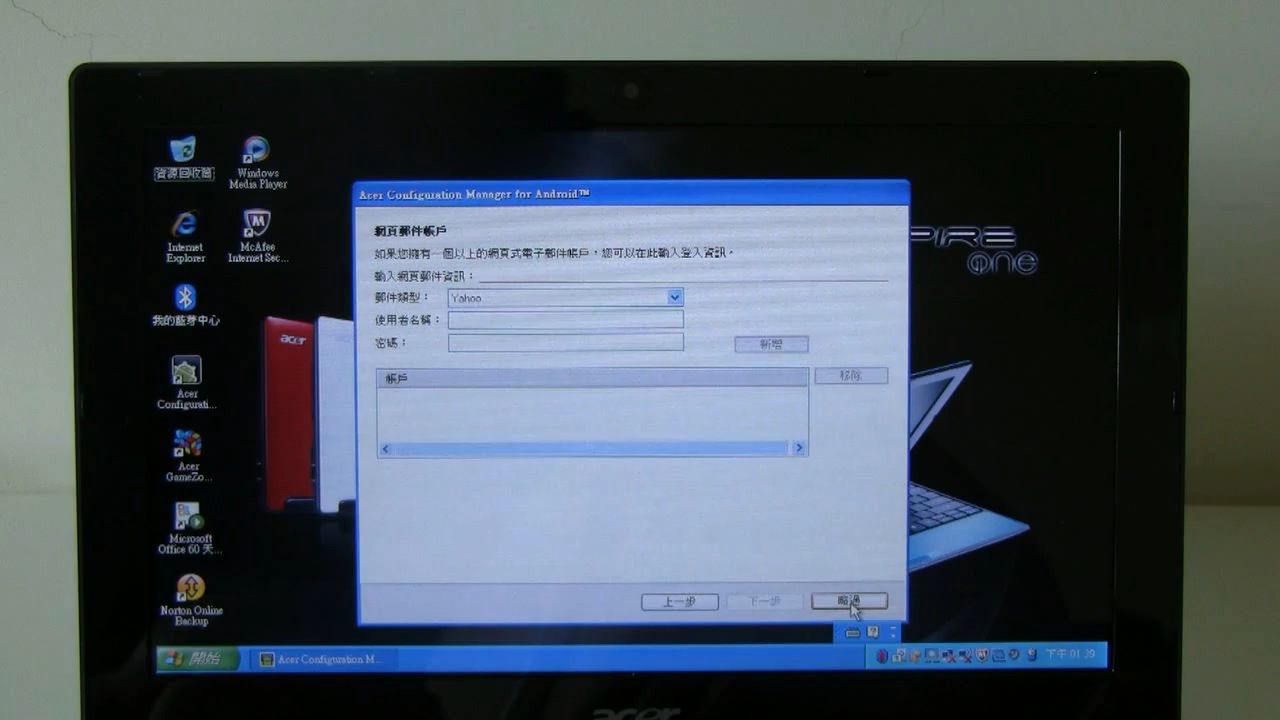 資源回收筒
Windows
Media Player
Internet
Explorer
McAfee
Internet Sec...
我的藍芽中心
Acer
Configurati...
Acer
GameZo...
Microsoft
Office 60 天...
Norton Online
Backup
acer
PIRE
one
Acer Configuration Manager for Android™
網頁郵件帳戶
如果您擁有一個以上的網頁式電子郵件帳戶，您可以在此輸入登入資訊。
輸入網頁郵件資訊：
郵件類型：
Yahoo
使用者名稱：
密碼：
新增
帳戶
移除
上一步
下一步
略過
開始
Acer Configuration M...
下午 01:39
acer